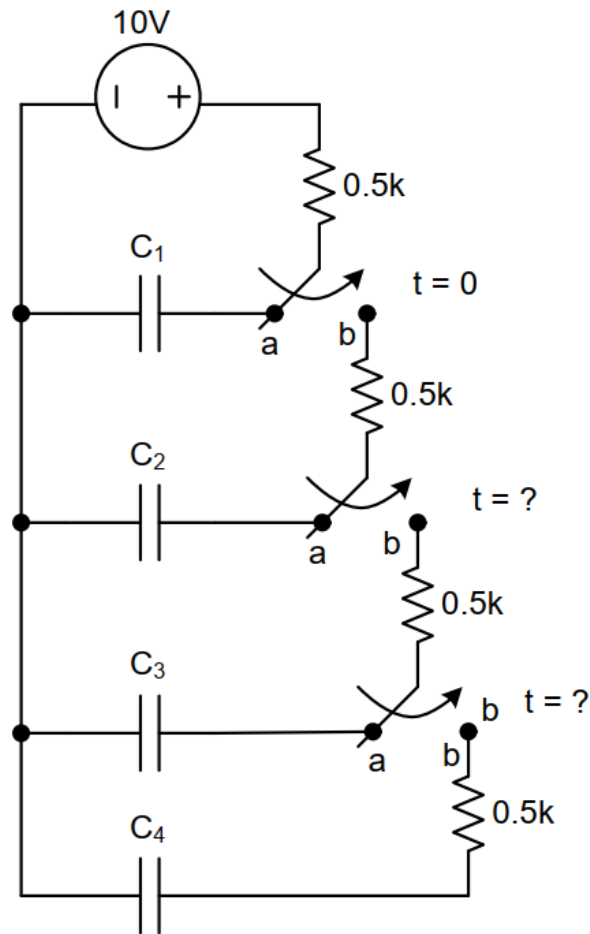 10V
0.5k
C₁
t = 0
a
b
0.5k
C₂
t = ?
a
b
0.5k
C₃
b
t = ?
a
b
0.5k
C₄